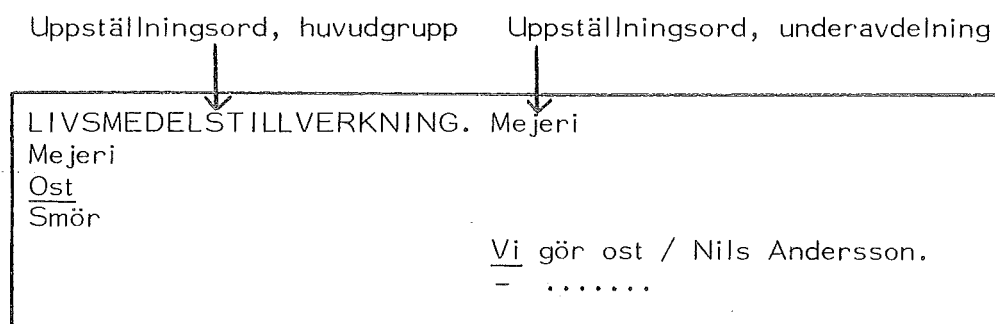 Uppställningsord, huvudgrupp Uppställningsord, underavdelning
LIVSMEDELSTILLVERKNING. Mejeri
Mejeri
Ost
Smör
Vi gör ost / Nils Andersson.
- .......